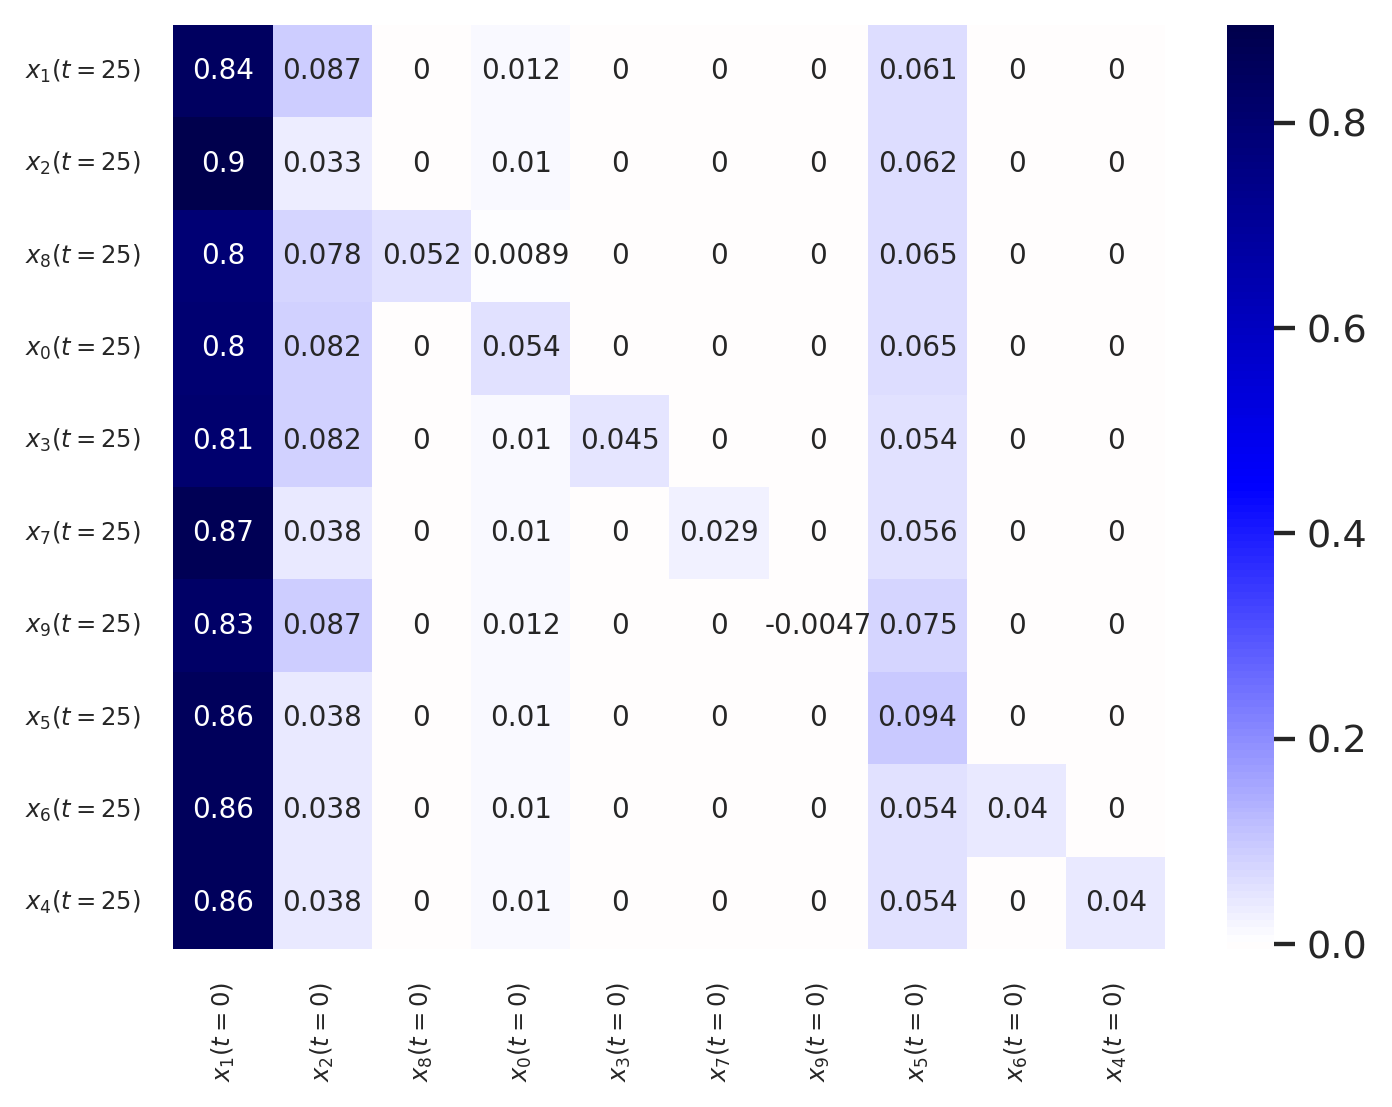 x₁(t = 25) 0.84 0.087 0 0.012 0 0 0 0.061 0 0
x₂(t = 25) 0.9 0.033 0 0.01 0 0 0 0.062 0 0
x₈(t = 25) 0.8 0.078 0.052 0.0089 0 0 0 0.065 0 0
x₀(t = 25) 0.8 0.082 0 0.054 0 0 0 0.065 0 0
x₃(t = 25) 0.81 0.082 0 0.01 0.045 0 0 0.054 0 0
x₇(t = 25) 0.87 0.038 0 0.01 0 0.029 0 0.056 0 0
x₉(t = 25) 0.83 0.087 0 0.012 0 0 -0.0047 0.075 0 0
x₅(t = 25) 0.86 0.038 0 0.01 0 0 0 0.094 0 0
x₆(t = 25) 0.86 0.038 0 0.01 0 0 0 0.054 0.04 0
x₄(t = 25) 0.86 0.038 0 0.01 0 0 0 0.054 0 0.04
x₁(t = 0)
x₂(t = 0)
x₈(t = 0)
x₀(t = 0)
x₃(t = 0)
x₇(t = 0)
x₉(t = 0)
x₅(t = 0)
x₆(t = 0)
x₄(t = 0)
0.8
0.6
0.4
0.2
0.0